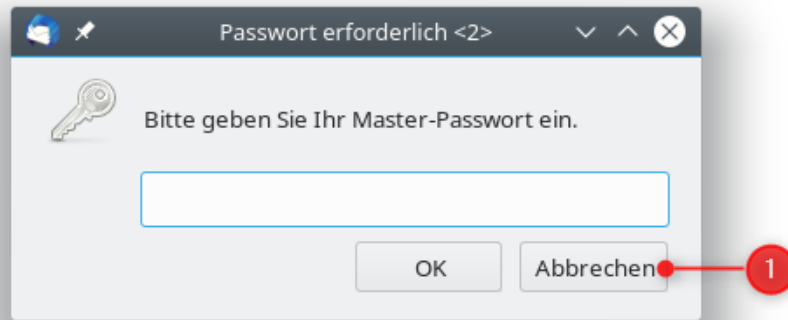 Passwort erforderlich <2>
Bitte geben Sie Ihr Master-Passwort ein.
OK
Abbrechen
1